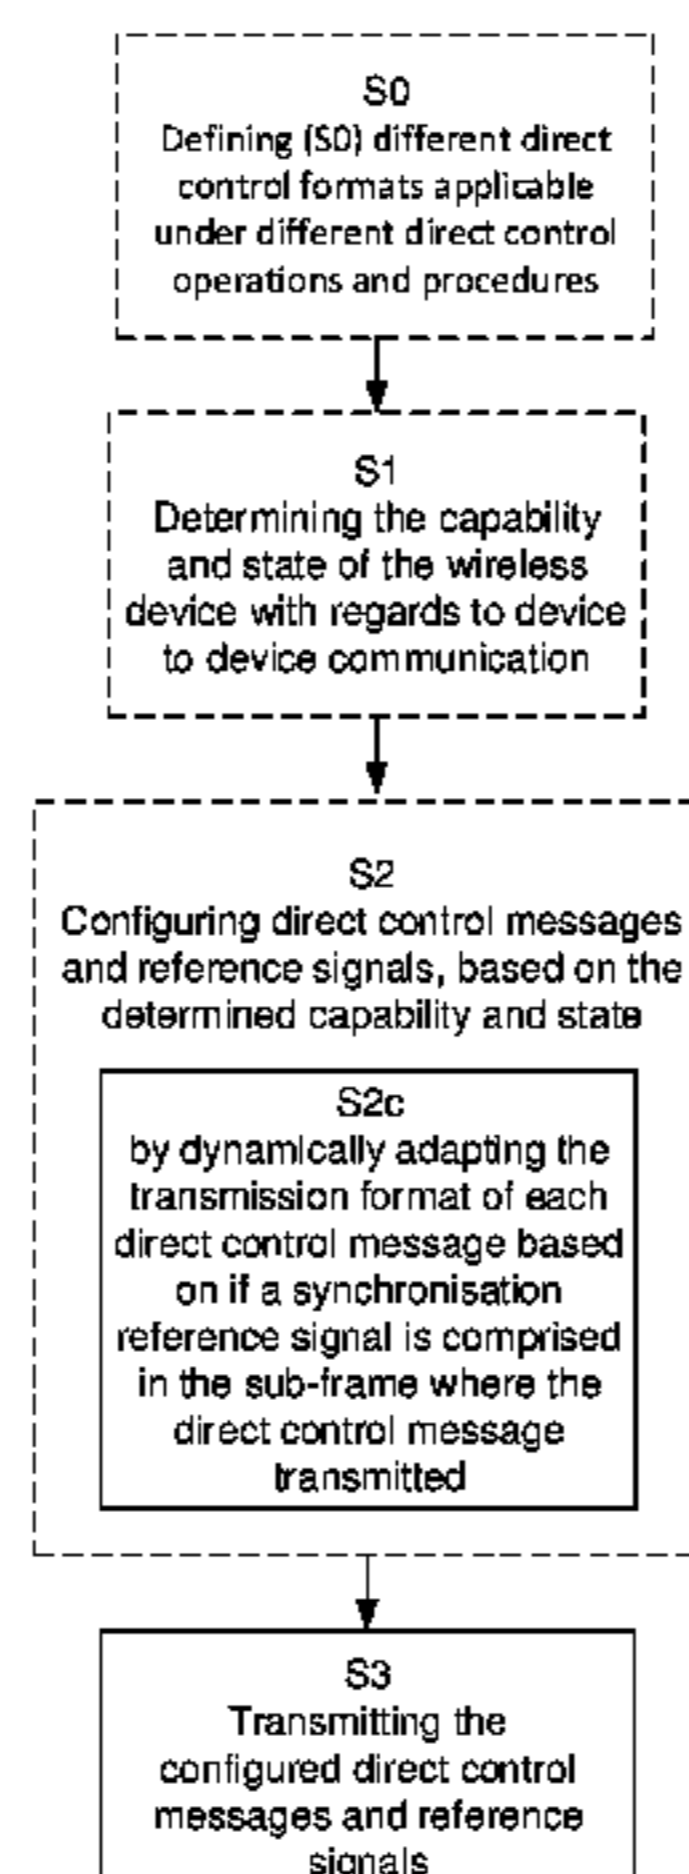 S0
Defining (S0) different direct
control formats applicable
under different direct control
operations and procedures
S1
Determining the capability
and state of the wireless
device with regards to device
to device communication
S2
Configuring direct control messages
and reference signals, based on the
determined capability and state
S2c
by dynamically adapting the
transmission format of each
direct control message based
on if a synchronisation
reference signal is comprised
in the sub-frame where the
direct control message
transmitted
S3
Transmitting the
configured direct control
messages and reference
signals